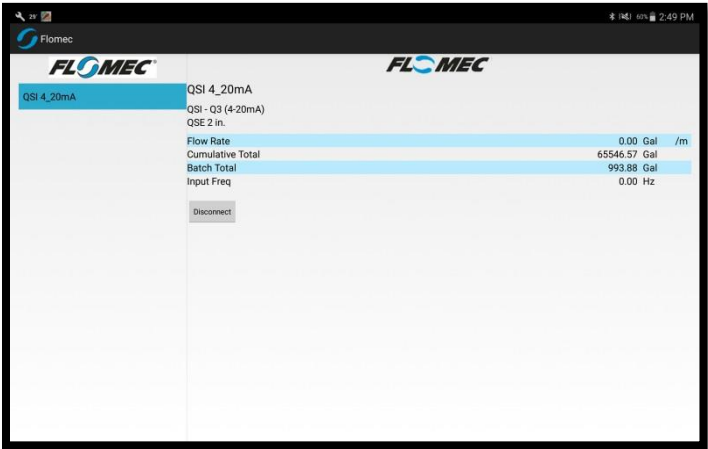 29° 60% 2:49 PM
Flomec
FLOMEC
FLOMEC
QSI 4_20mA
QSI 4_20mA
QSI - Q3 (4-20mA)
QSE 2 in.
Flow Rate 0.00 Gal /m
Cumulative Total 65546.57 Gal
Batch Total 993.88 Gal
Input Freq 0.00 Hz
Disconnect